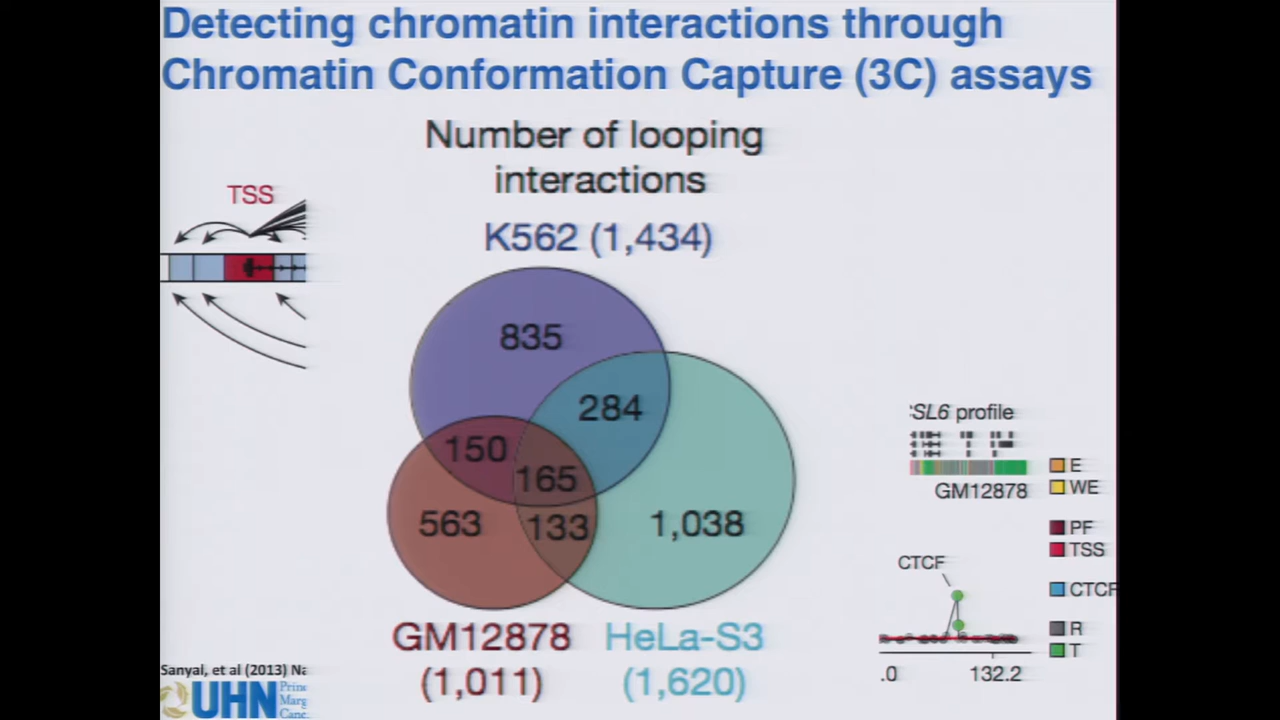 Detecting chromatin interactions through
Chromatin Conformation Capture (3C) assays
Number of looping
interactions
TSS
K562 (1,434)
835
284
150
165
563
133
1,038
SL6 profile
GM12878
E
WE
PF
TSS
CTCF
CTCF
R
T
.0
132.2
GM12878
(1,011)
HeLa-S3
(1,620)
Sanyal, et al (2013)
UHN